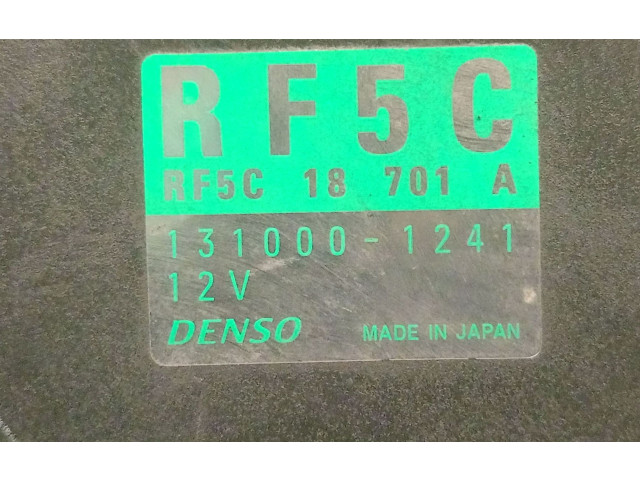 RF5C
RF5C 18 701 A
131000-1241
12V
DENSO MADE IN JAPAN